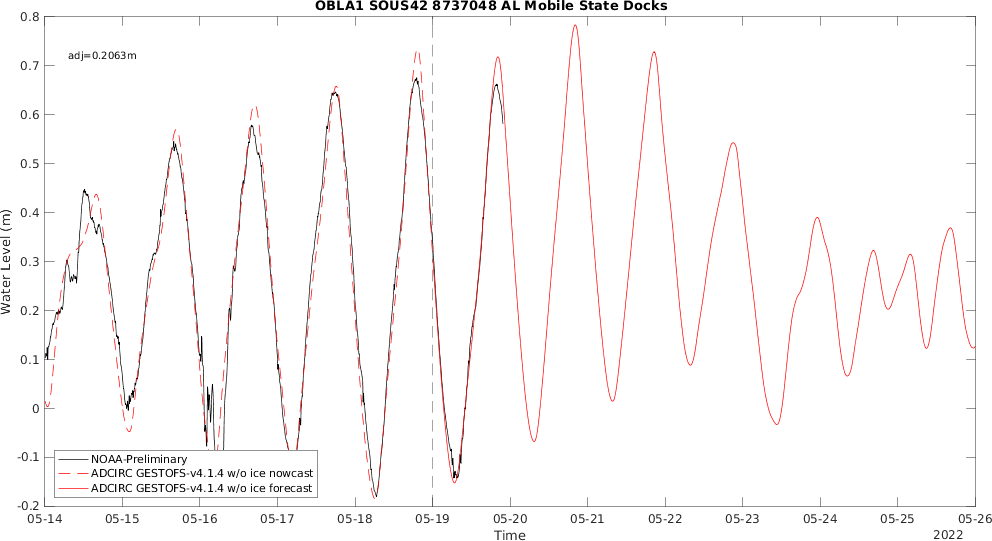 OBLA1 SOUS42 8737048 AL Mobile State Docks
adj=0.2063m
Water Level (m)
0.8
0.7
0.6
0.5
0.4
0.3
0.2
0.1
0
-0.1
-0.2
NOAA-Preliminary
ADCIRC GESTOFS-v4.1.4 w/o ice nowcast
ADCIRC GESTOFS-v4.1.4 w/o ice forecast
05-14 05-15 05-16 05-17 05-18 05-19 05-20 05-21 05-22 05-23 05-24 05-25 05-26
Time
2022